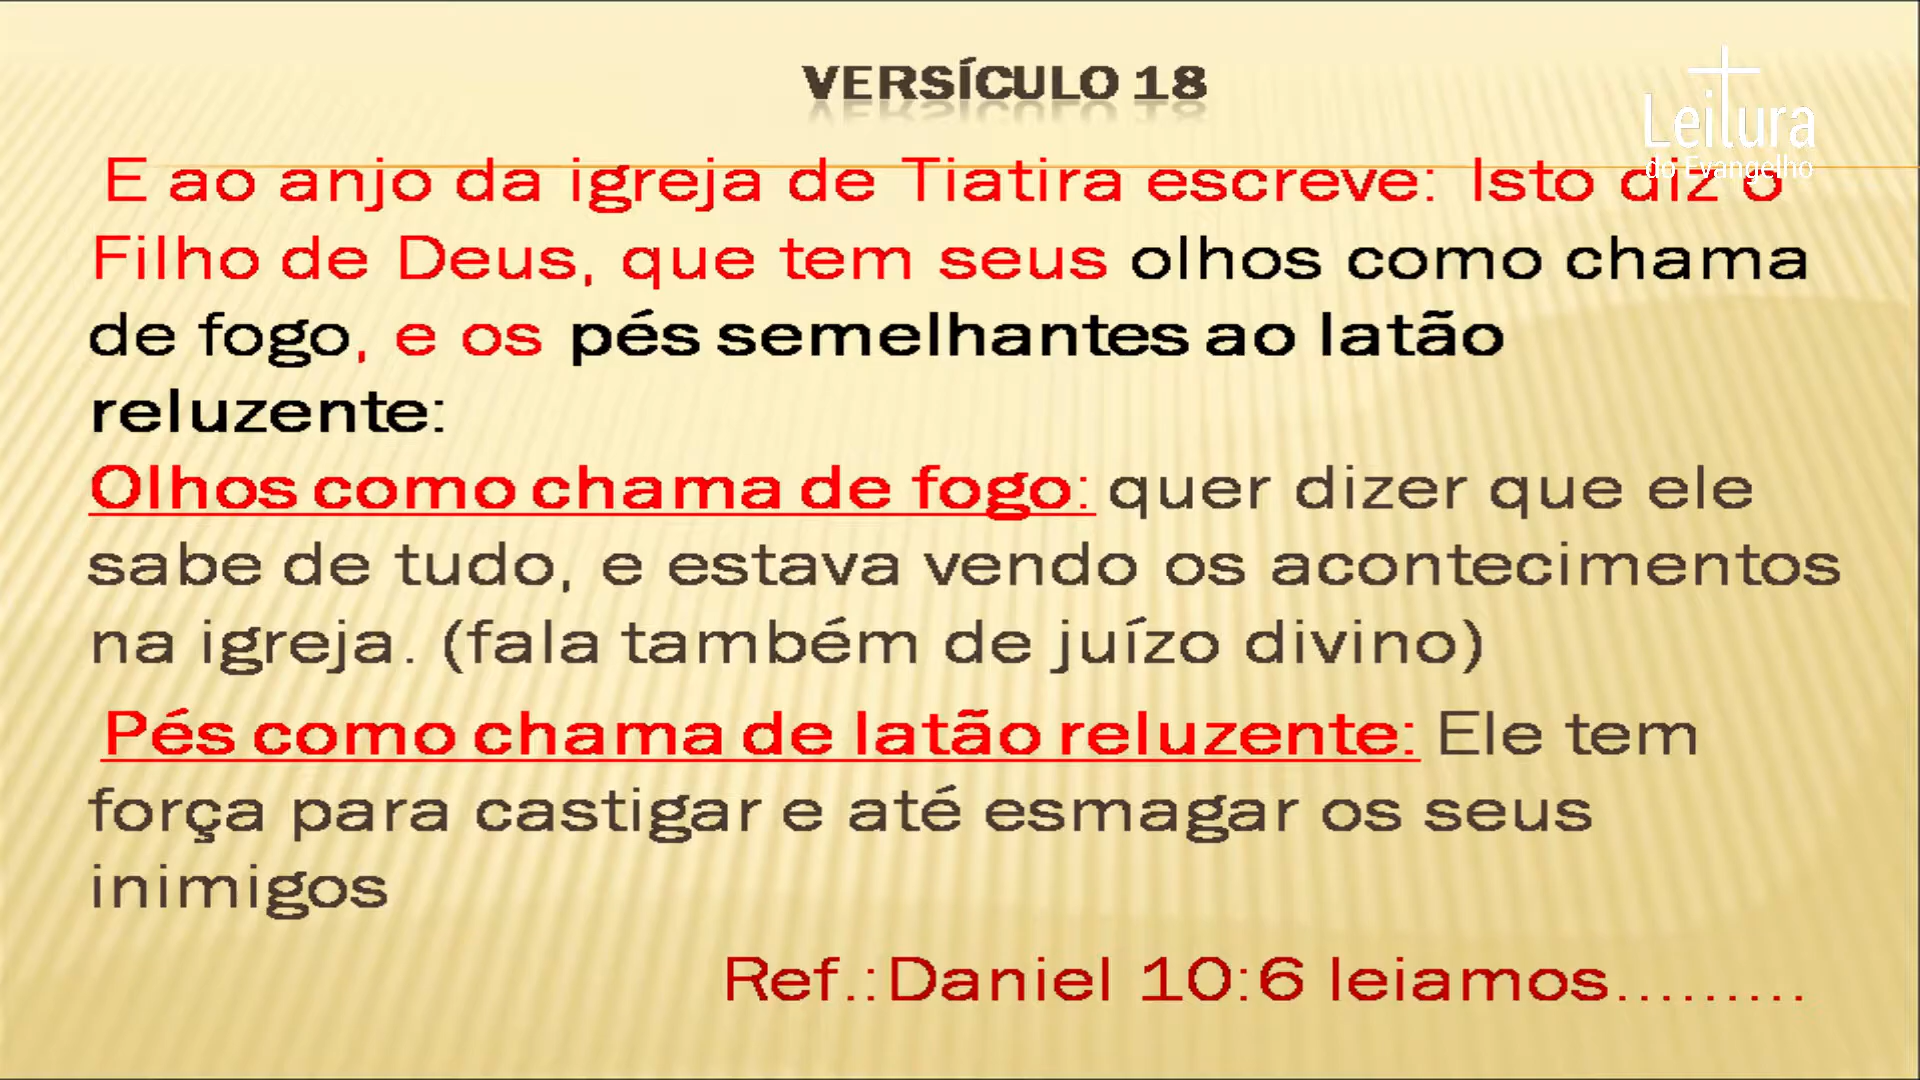 VERSÍCULO 18
Leitura
do Evangelho
E ao anjo da igreja de Tiatira escreve: Isto diz o
Filho de Deus, que tem seus olhos como chama
de fogo, e os pés semelhantes ao latão
reluzente:
Olhos como chama de fogo: quer dizer que ele
sabe de tudo, e estava vendo os acontecimentos
na igreja. (fala também de juízo divino)
Pés como chama de latão reluzente: Ele tem
força para castigar e até esmagar os seus
inimigos
Ref.:Daniel 10:6 leiamos.........